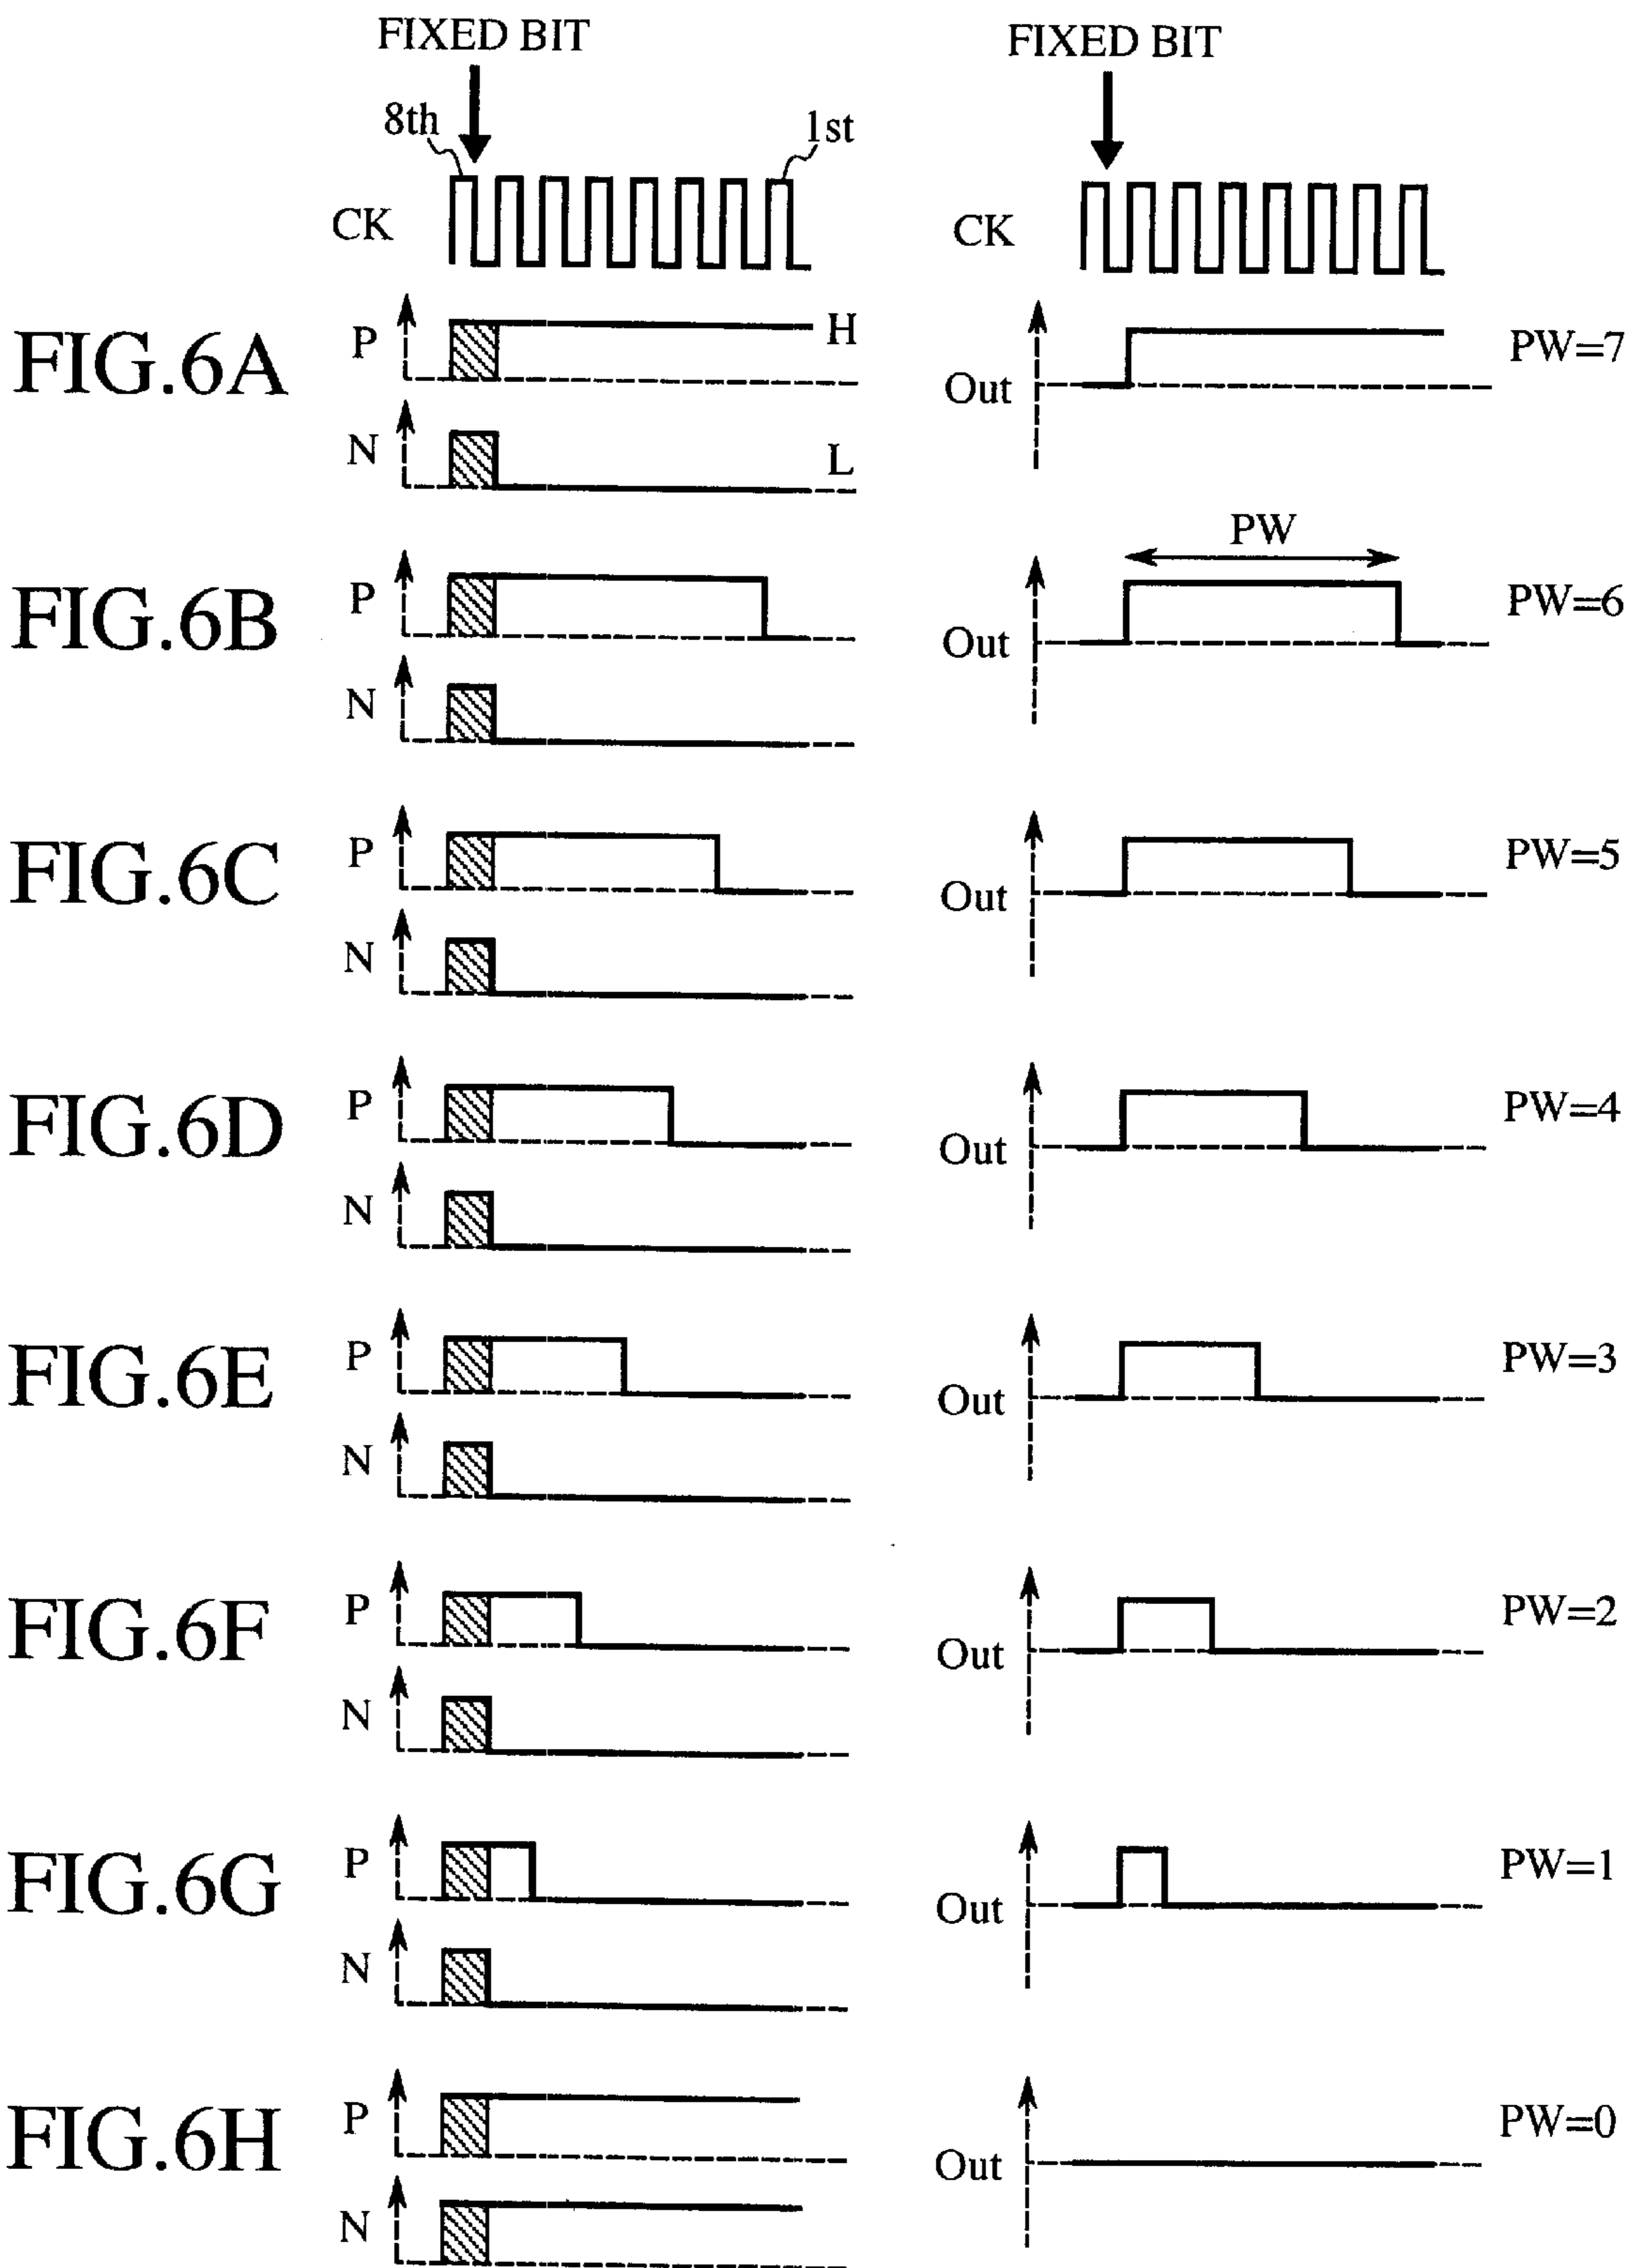 FIXED BIT
FIXED BIT
8th
1st
CK
CK
FIG.6A
P
H
N
L
Out
PW=7
FIG.6B
P
N
PW
Out
PW=6
FIG.6C
P
N
Out
PW=5
FIG.6D
P
N
Out
PW=4
FIG.6E
P
N
Out
PW=3
FIG.6F
P
N
Out
PW=2
FIG.6G
P
N
Out
PW=1
FIG.6H
P
N
Out
PW=0